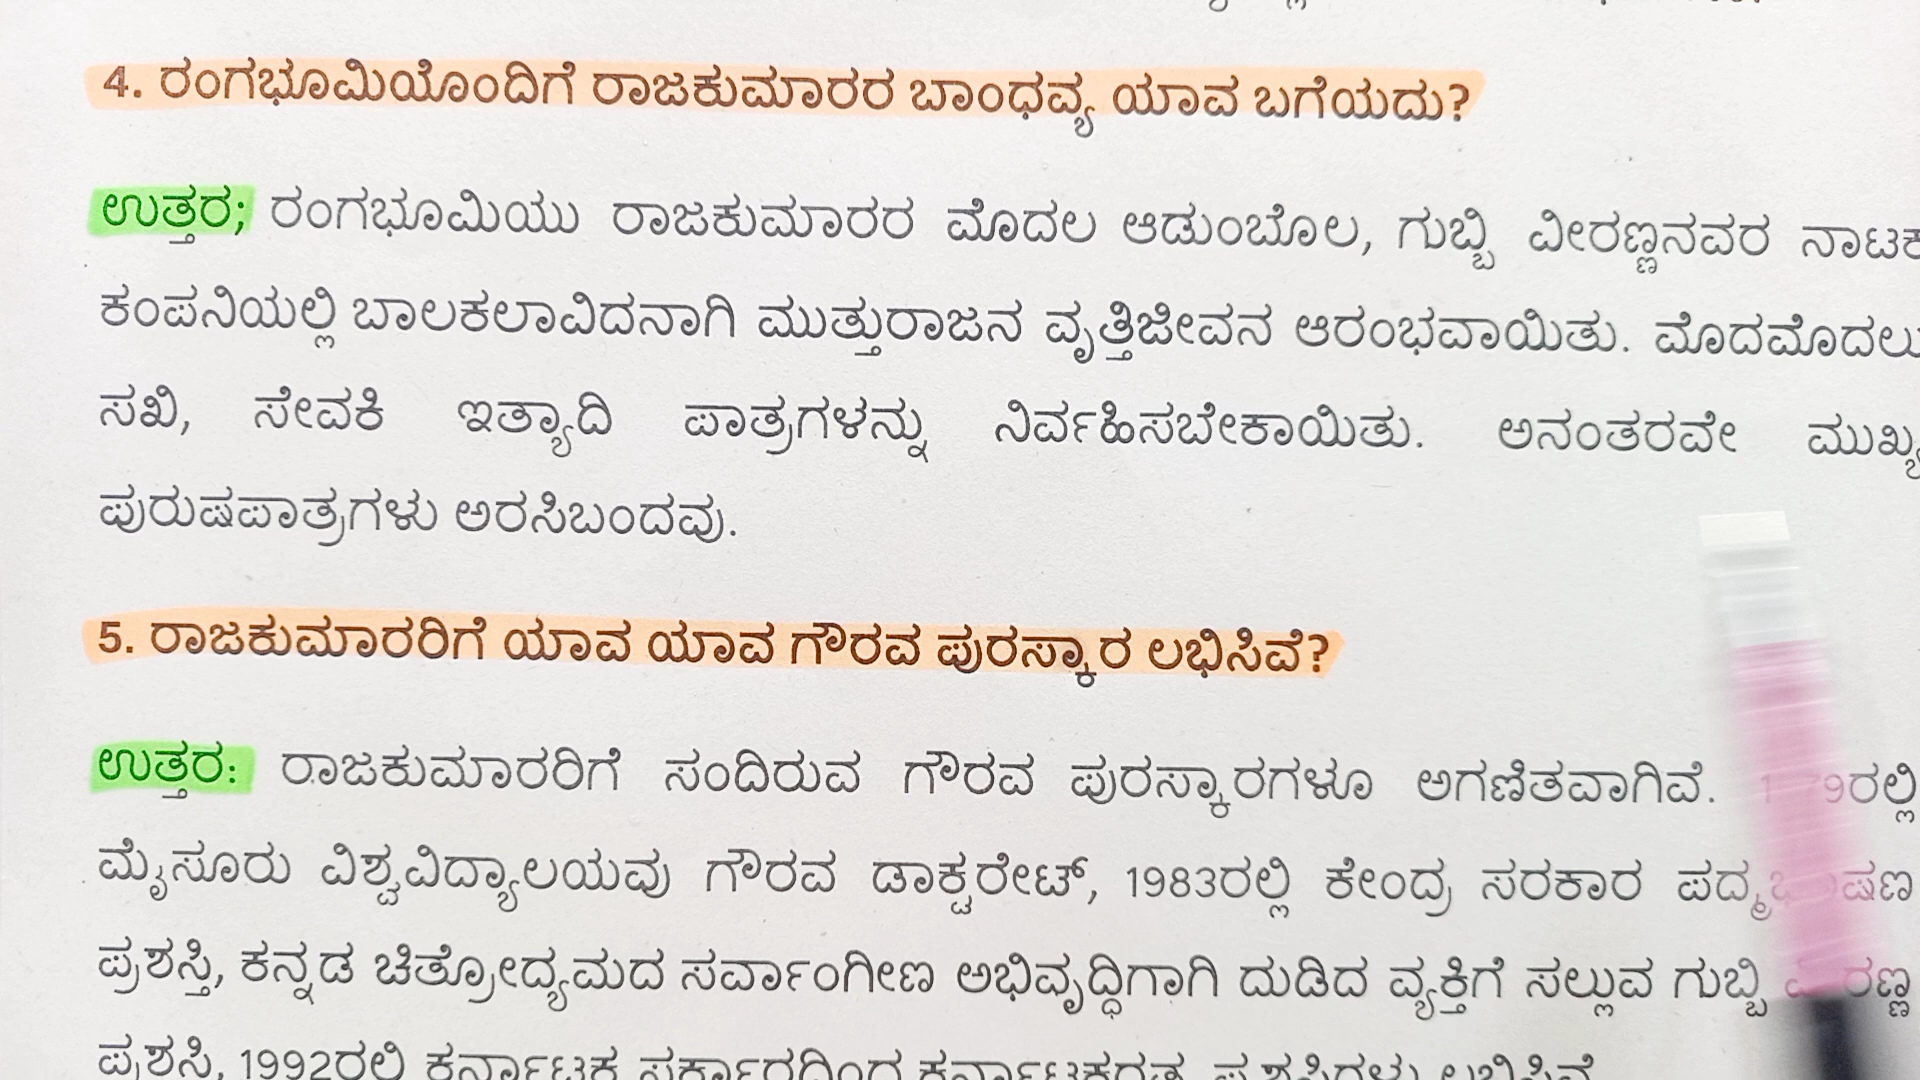 4. ರಂಗಭೂಮಿಯೊಂದಿಗೆ ರಾಜಕುಮಾರರ ಬಾಂಧವ್ಯ ಯಾವ ಬಗೆಯದು?
ಉತ್ತರ; ರಂಗಭೂಮಿಯು ರಾಜಕುಮಾರರ ಮೊದಲ ಆಡುಂಬೊಲ, ಗುಬ್ಬಿ ವೀರಣ್ಣನವರ ನಾಟಕ
ಕಂಪನಿಯಲ್ಲಿ ಬಾಲಕಲಾವಿದನಾಗಿ ಮುತ್ತುರಾಜನ ವೃತ್ತಿಜೀವನ ಆರಂಭವಾಯಿತು. ಮೊದಮೊದಲು
ಸಖಿ, ಸೇವಕಿ ಇತ್ಯಾದಿ ಪಾತ್ರಗಳನ್ನು ನಿರ್ವಹಿಸಬೇಕಾಯಿತು. ಅನಂತರವೇ ಮುಖ್ಯ
ಪುರುಷಪಾತ್ರಗಳು ಅರಸಿಬಂದವು.
5. ರಾಜಕುಮಾರರಿಗೆ ಯಾವ ಯಾವ ಗೌರವ ಪುರಸ್ಕಾರ ಲಭಿಸಿವೆ?
ಉತ್ತರ: ರಾಜಕುಮಾರರಿಗೆ ಸಂದಿರುವ ಗೌರವ ಪುರಸ್ಕಾರಗಳೂ ಅಗಣಿತವಾಗಿವೆ.
ಮೈಸೂರು ವಿಶ್ವವಿದ್ಯಾಲಯವು ಗೌರವ ಡಾಕ್ಟರೇಟ್, 1983ರಲ್ಲಿ ಕೇಂದ್ರ ಸರಕಾರ ಪದ್ಮಭೂಷಣ
ಪ್ರಶಸ್ತಿ, ಕನ್ನಡ ಚಿತ್ರೋದ್ಯಮದ ಸರ್ವಾಂಗೀಣ ಅಭಿವೃದ್ಧಿಗಾಗಿ ದುಡಿದ ವ್ಯಕ್ತಿಗೆ ಸಲ್ಲುವ ಗುಬ್ಬಿ ವೀರಣ್ಣ
ಪ್ರಶಸ್ತಿ, 1992ರಲ್ಲಿ ಕರ್ನಾಟಕ ಸರ್ಕಾರದಿಂದ ಕರ್ನಾಟಕರತ್ನ ಪ್ರಶಸ್ತಿಗಳು ಲಭಿಸಿವೆ